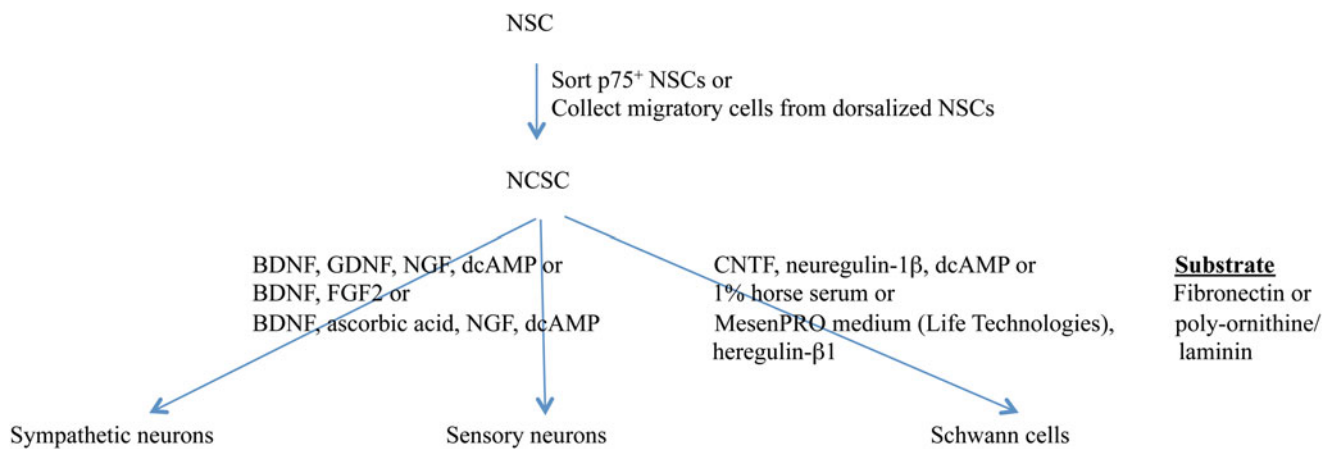 NSC
Sort p75⁺ NSCs or
Collect migratory cells from dorsalized NSCs
NCSC
BDNF, GDNF, NGF, dcAMP or
BDNF, FGF2 or
BDNF, ascorbic acid, NGF, dcAMP
CNTF, neuregulin-1β, dcAMP or
1% horse serum or
MesenPRO medium (Life Technologies),
heregulin-β1
Substrate
Fibronectin or
poly-ornithine/
laminin
Sympathetic neurons
Sensory neurons
Schwann cells